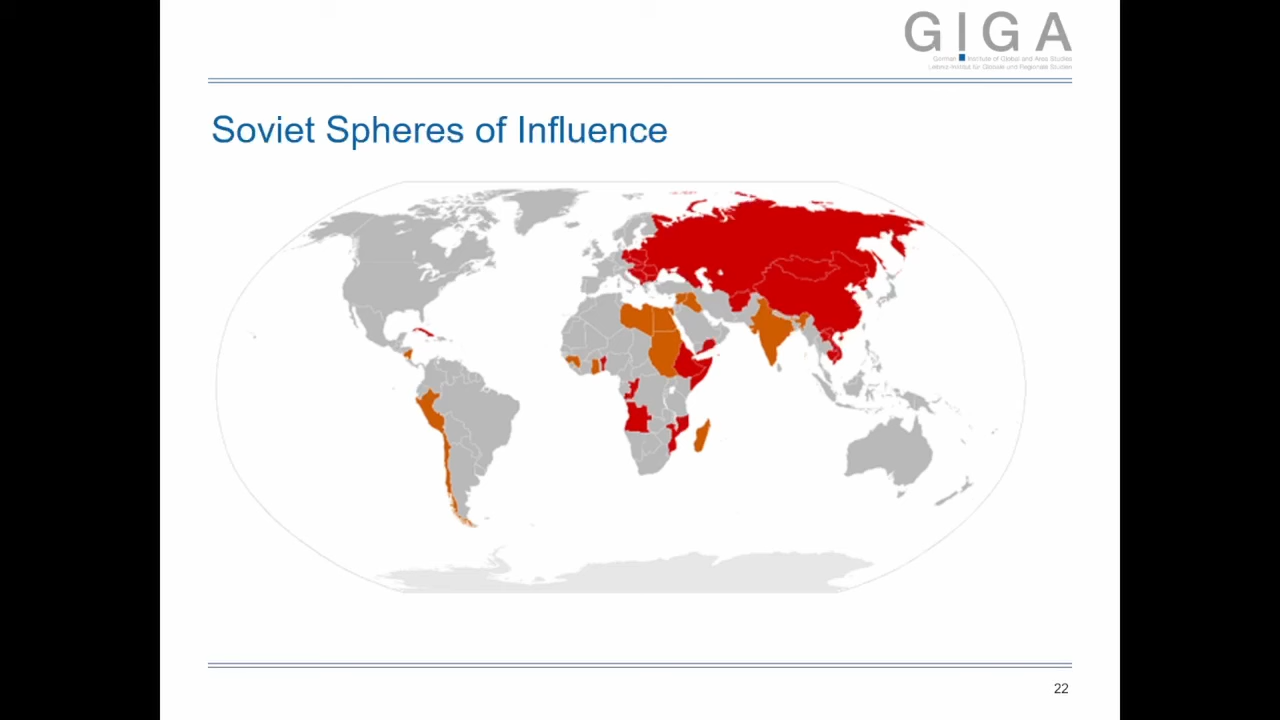 GIGA
German Institute of Global and Area Studies
Leibniz-Institut für Globale und Regionale Studien
Soviet Spheres of Influence
22